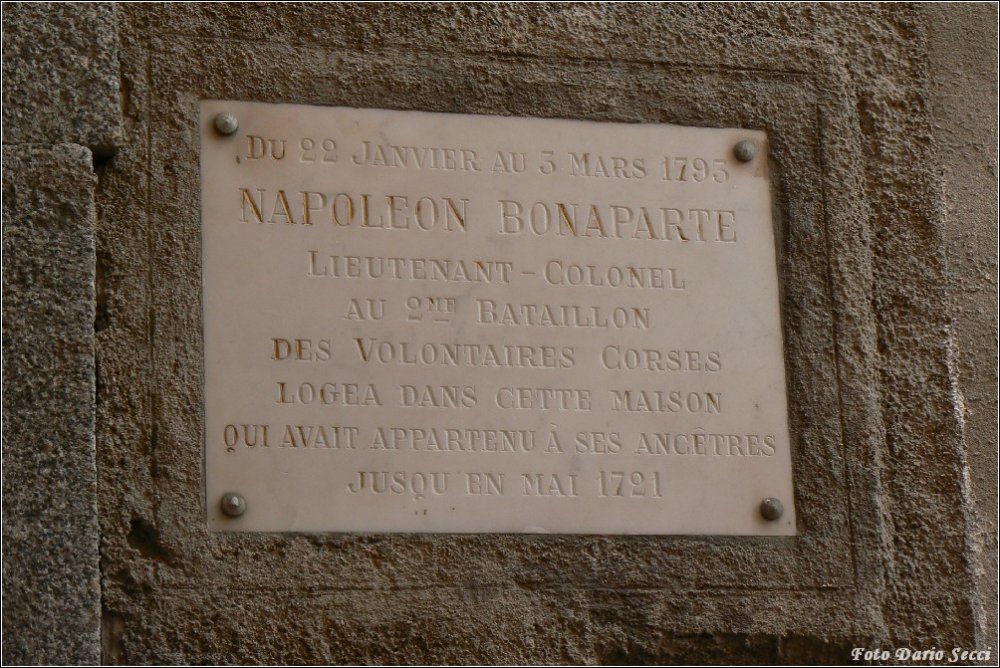 DU 22 JANVIER AU 3 MARS 1793
NAPOLEON BONAPARTE
LIEUTENANT-COLONEL
AU 2ME BATAILLON
DES VOLONTAIRES CORSES
LOGEA DANS CETTE MAISON
QUI AVAIT APPARTENU À SES ANCÊTRES
JUSQU'EN MAI 1721
Foto Dario Secci